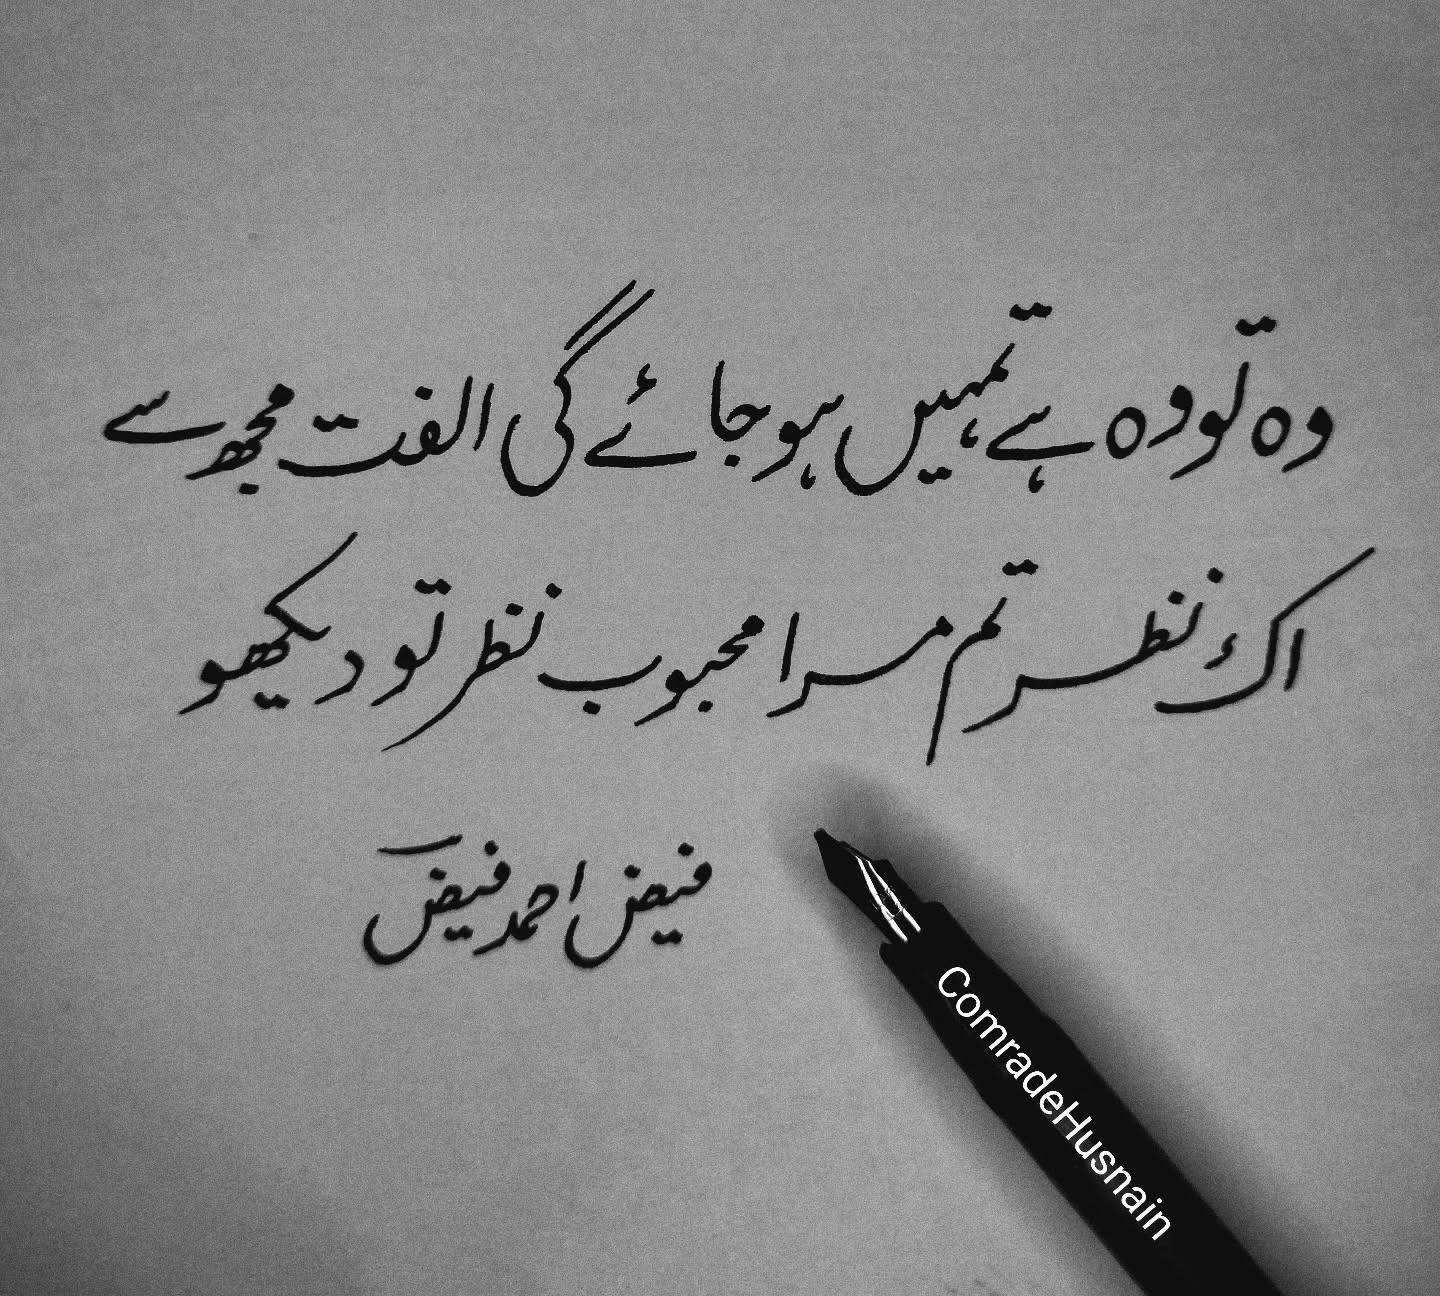 وہ تو وہ ہے تمہیں ہو جائے گی الفت مجھ سے
اک نظر تم مرا محبوب نظر تو دیکھو
فیض احمد فیضؔ
ComradeHusnain